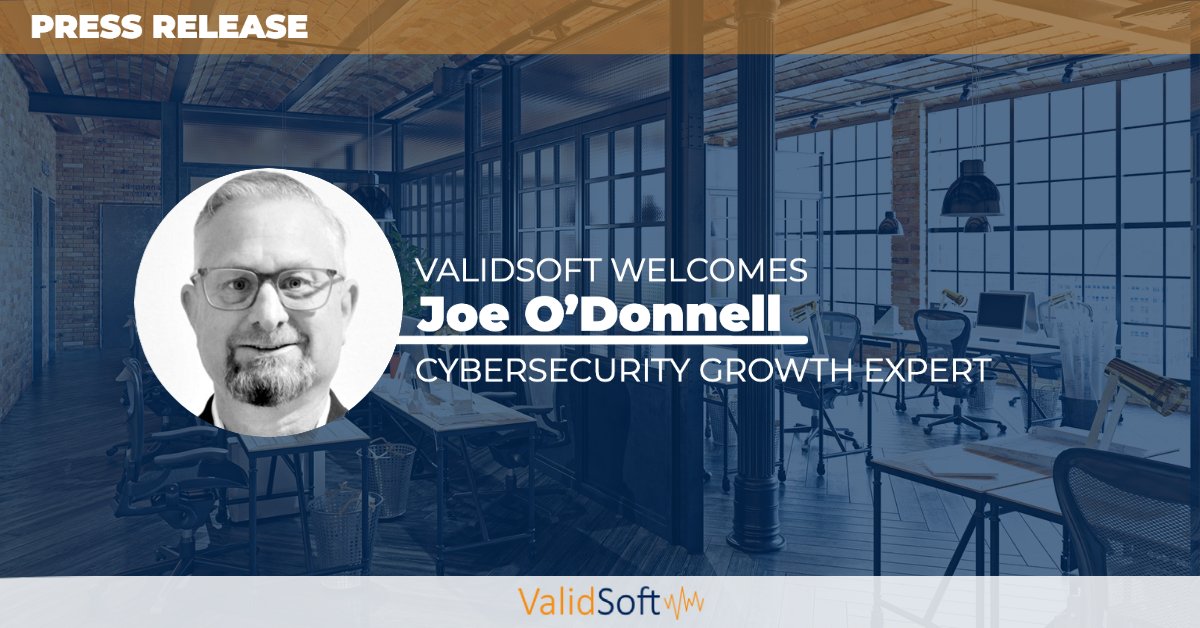 PRESS RELEASE
VALIDSOFT WELCOMES
Joe O’Donnell
CYBERSECURITY GROWTH EXPERT
ValidSoft